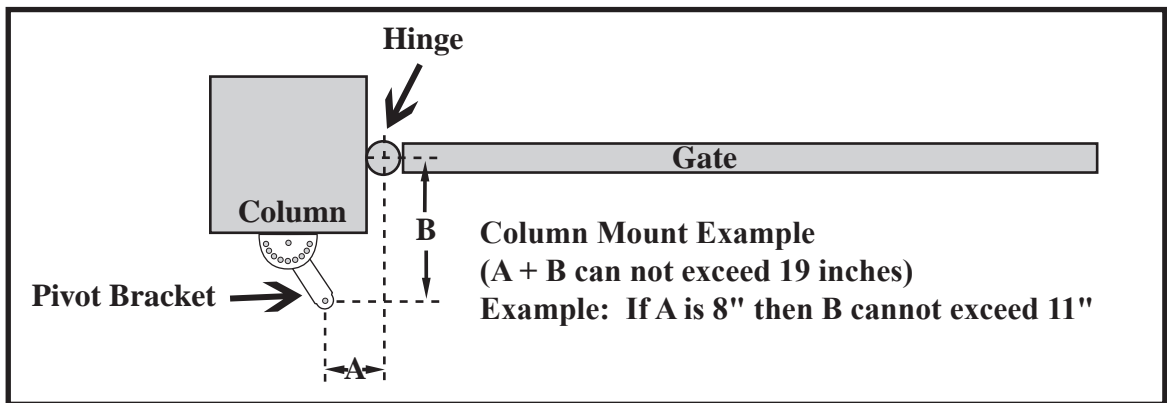 Hinge
Gate
Column
B
Column Mount Example
(A + B can not exceed 19 inches)
Pivot Bracket
Example:  If A is 8" then B cannot exceed 11"
A